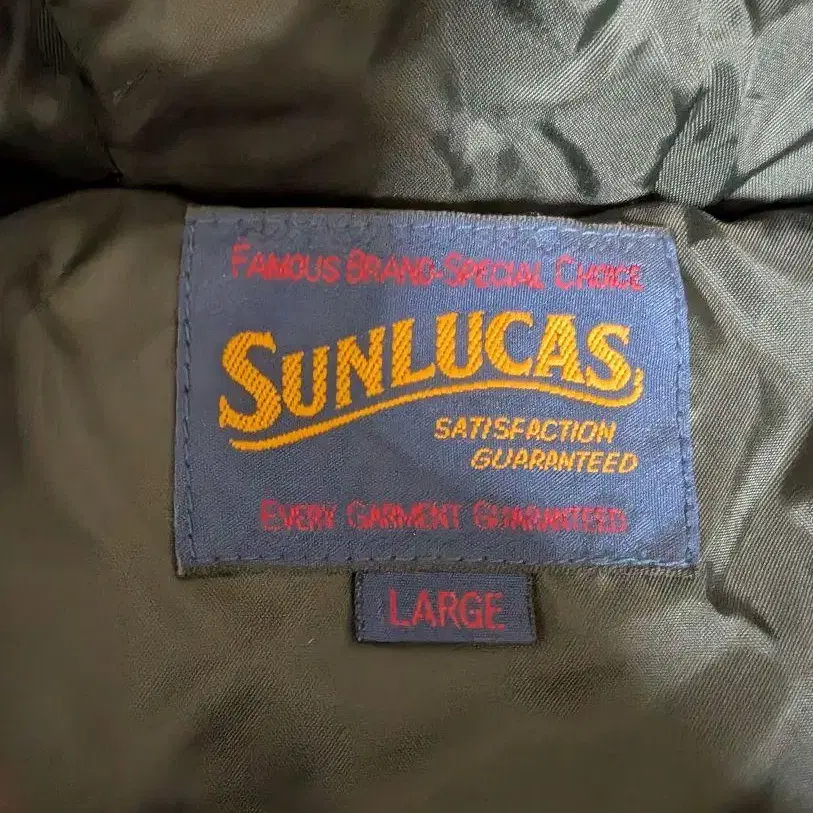 FAMOUS BRAND-SPECIAL CHOICE
SUNLUCAS
SATISFACTION
GUARANTEED
EVERY GARMENT GUARANTEED
LARGE